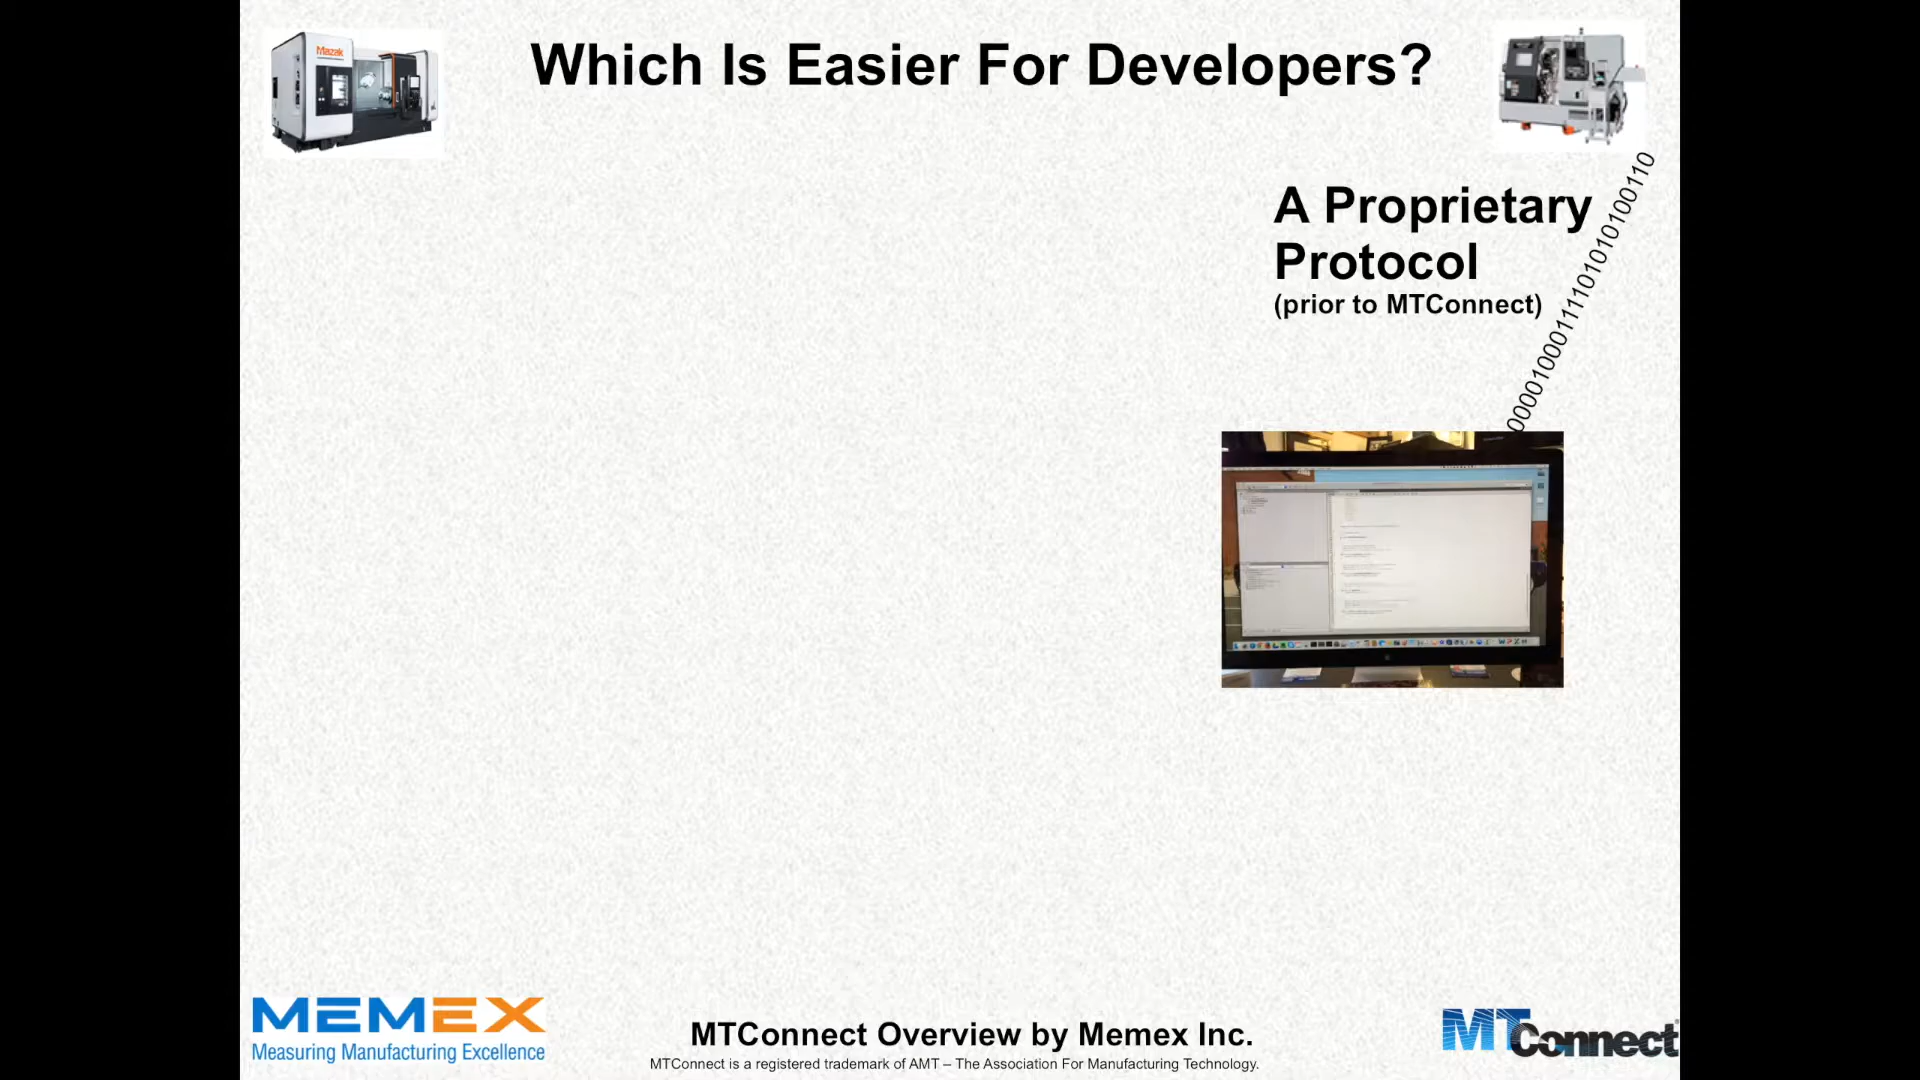 Which Is Easier For Developers?
Mazak
A Proprietary
Protocol
(prior to MTConnect)
MEMEX
Measuring Manufacturing Excellence
MTConnect Overview by Memex Inc.
MTConnect is a registered trademark of AMT – The Association For Manufacturing Technology.
MTConnect